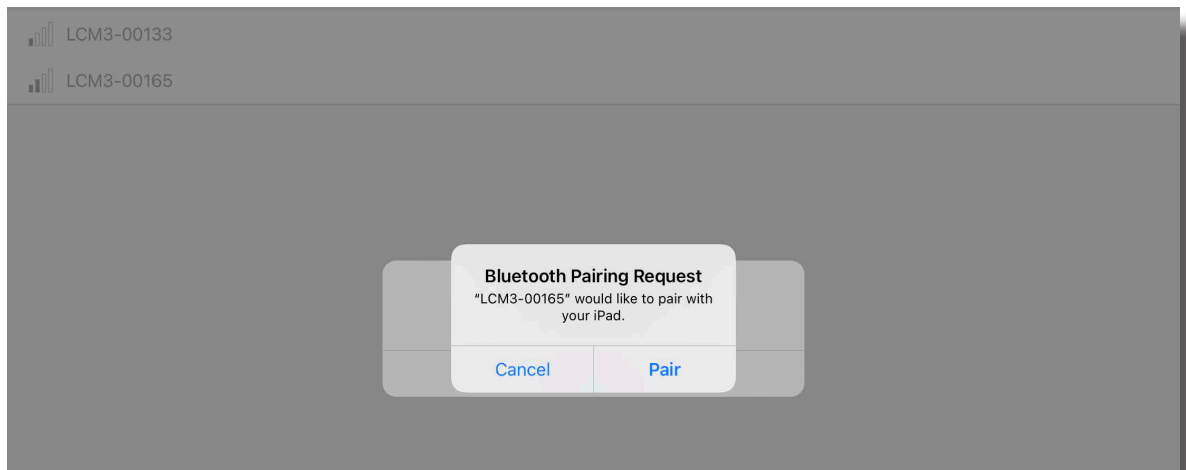 LCM3-00133
LCM3-00165
Bluetooth Pairing Request
“LCM3-00165” would like to pair with
your iPad.
Cancel
Pair